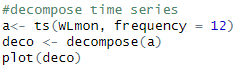 #decompose time series
a<- ts(WLmon, frequency = 12)
deco <- decompose(a)
plot(deco)